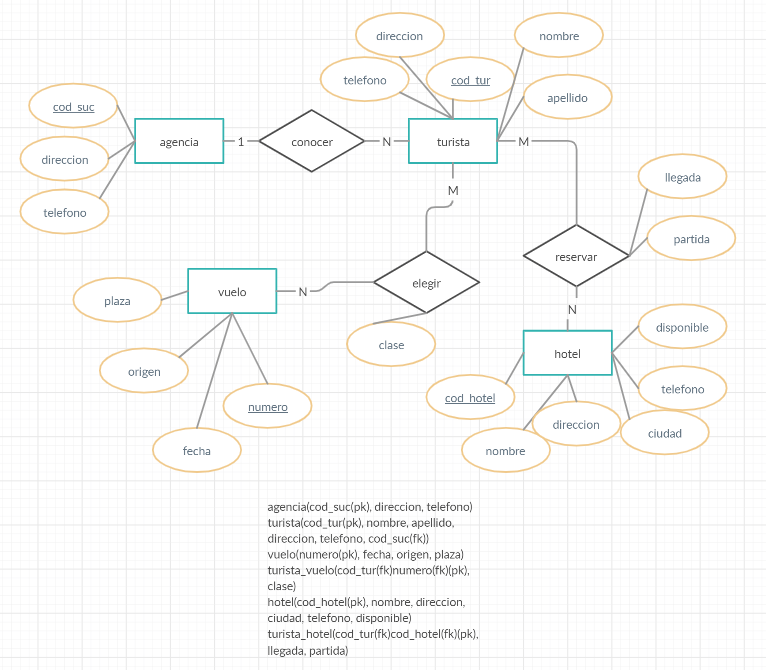 direccion
nombre
telefono
cod_tur
apellido
cod_suc
agencia
1
conocer
N
turista
M
direccion
telefono
M
llegada
partida
reservar
elegir
vuelo
N
plaza
N
disponible
clase
hotel
origen
telefono
cod_hotel
numero
direccion
ciudad
fecha
nombre
agencia(cod_suc(pk), direccion, telefono)
turista(cod_tur(pk), nombre, apellido,
direccion, telefono, cod_suc(fk))
vuelo(numero(pk), fecha, origen, plaza)
turista_vuelo(cod_tur(fk)numero(fk)(pk),
clase)
hotel(cod_hotel(pk), nombre, direccion,
ciudad, telefono, disponible)
turista_hotel(cod_tur(fk)cod_hotel(fk)(pk),
llegada, partida)